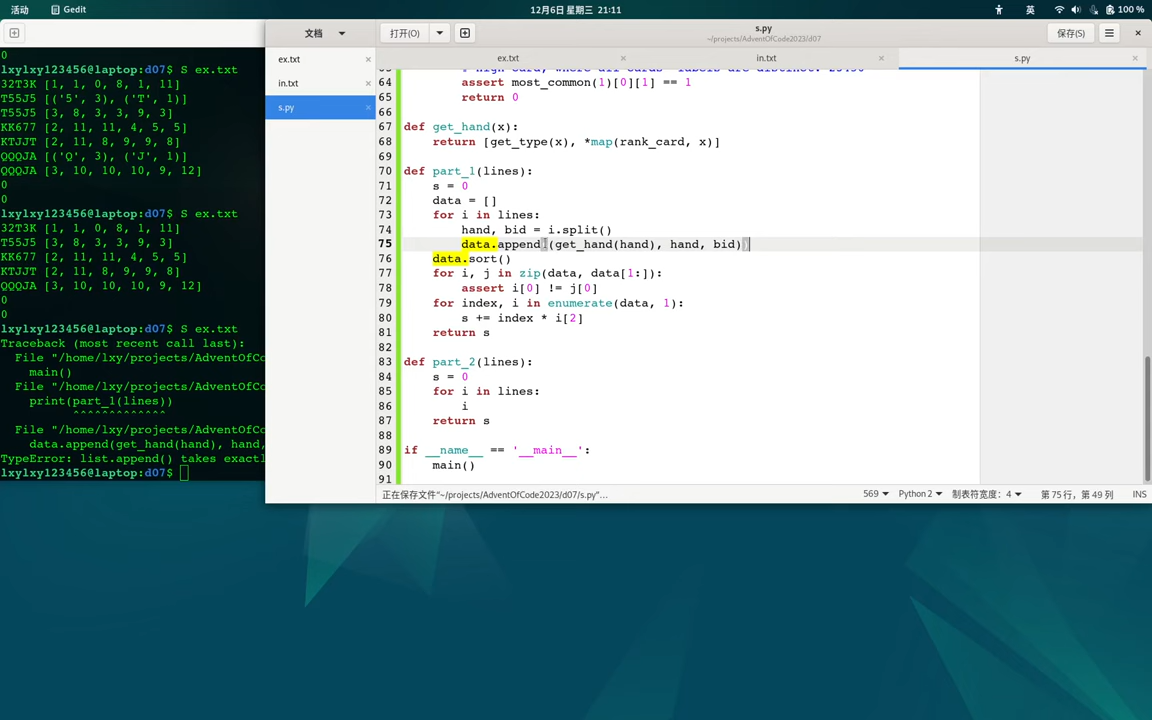 活动 Gedit 12月6日 星期三 21:11 英 100 %
文档 打开(O) s.py ~/projects/AdventOfCode2023/d07 保存(S)
0
lxylxy123456@laptop:d07$ S ex.txt
32T3K [1, 1, 0, 8, 1, 11]
T55J5 [('5', 3), ('T', 1)]
T55J5 [3, 8, 3, 3, 9, 3]
KK677 [2, 11, 11, 4, 5, 5]
KTJJT [2, 11, 8, 9, 9, 8]
QQQJA [('Q', 3), ('J', 1)]
QQQJA [3, 10, 10, 10, 9, 12]
0
0
lxylxy123456@laptop:d07$ S ex.txt
32T3K [1, 1, 0, 8, 1, 11]
T55J5 [3, 8, 3, 3, 9, 3]
KK677 [2, 11, 11, 4, 5, 5]
KTJJT [2, 11, 8, 9, 9, 8]
QQQJA [3, 10, 10, 10, 9, 12]
0
0
lxylxy123456@laptop:d07$ S ex.txt
Traceback (most recent call last):
  File "/home/lxy/projects/AdventOfCo
    main()
  File "/home/lxy/projects/AdventOfCo
    print(part_1(lines))
          ^^^^^^^^^^^^^
  File "/home/lxy/projects/AdventOfCo
    data.append(get_hand(hand), hand,
TypeError: list.append() takes exactl
lxylxy123456@laptop:d07$
ex.txt
in.txt
s.py
ex.txt in.txt s.py
64 assert most_common(1)[0][1] == 1
65 return 0
66
67 def get_hand(x):
68     return [get_type(x), *map(rank_card, x)]
69
70 def part_1(lines):
71     s = 0
72     data = []
73     for i in lines:
74         hand, bid = i.split()
75         data.append((get_hand(hand), hand, bid))
76     data.sort()
77     for i, j in zip(data, data[1:]):
78         assert i[0] != j[0]
79     for index, i in enumerate(data, 1):
80         s += index * i[2]
81     return s
82
83 def part_2(lines):
84     s = 0
85     for i in lines:
86         i
87     return s
88
89 if __name__ == '__main__':
90     main()
91
正在保存文件“~/projects/AdventOfCode2023/d07/s.py”… 569 Python 2 制表符宽度：4 第 75 行，第 49 列 INS